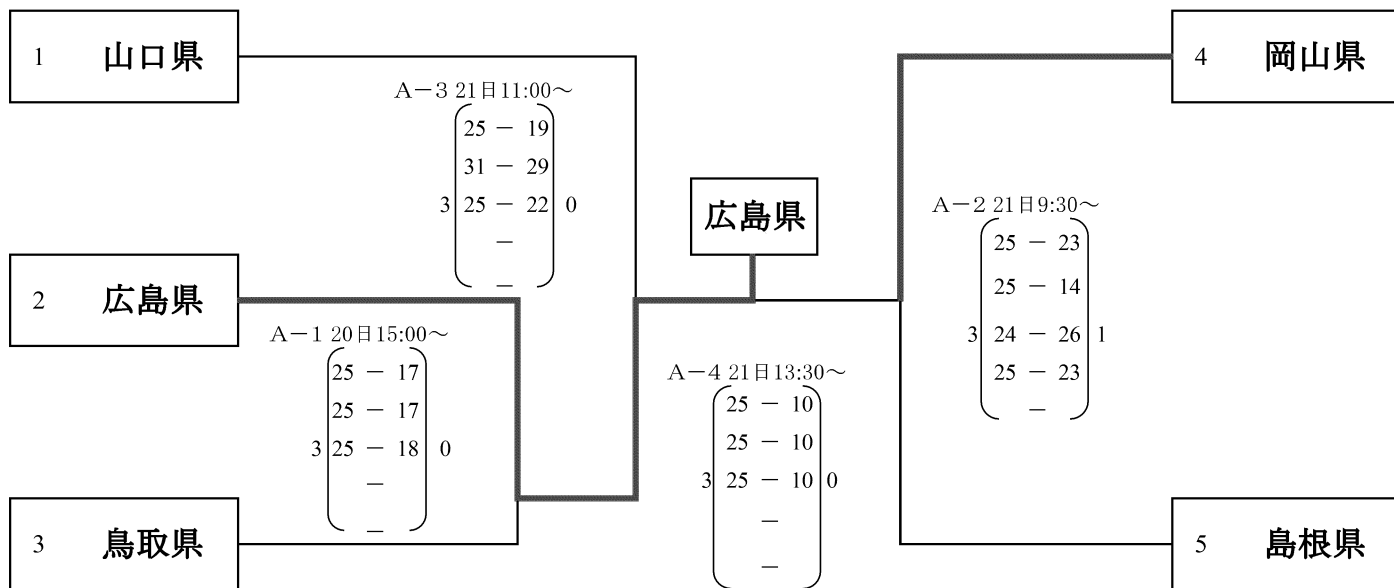 1 山口県
A－3 21日11:00～
25 － 19
31 － 29
3 25 － 22 0
－
－
2 広島県
A－1 20日15:00～
25 － 17
25 － 17
3 25 － 18 0
－
－
3 鳥取県
広島県
A－4 21日13:30～
25 － 10
25 － 10
3 25 － 10 0
－
－
4 岡山県
A－2 21日9:30～
25 － 23
25 － 14
3 24 － 26 1
25 － 23
－
5 島根県